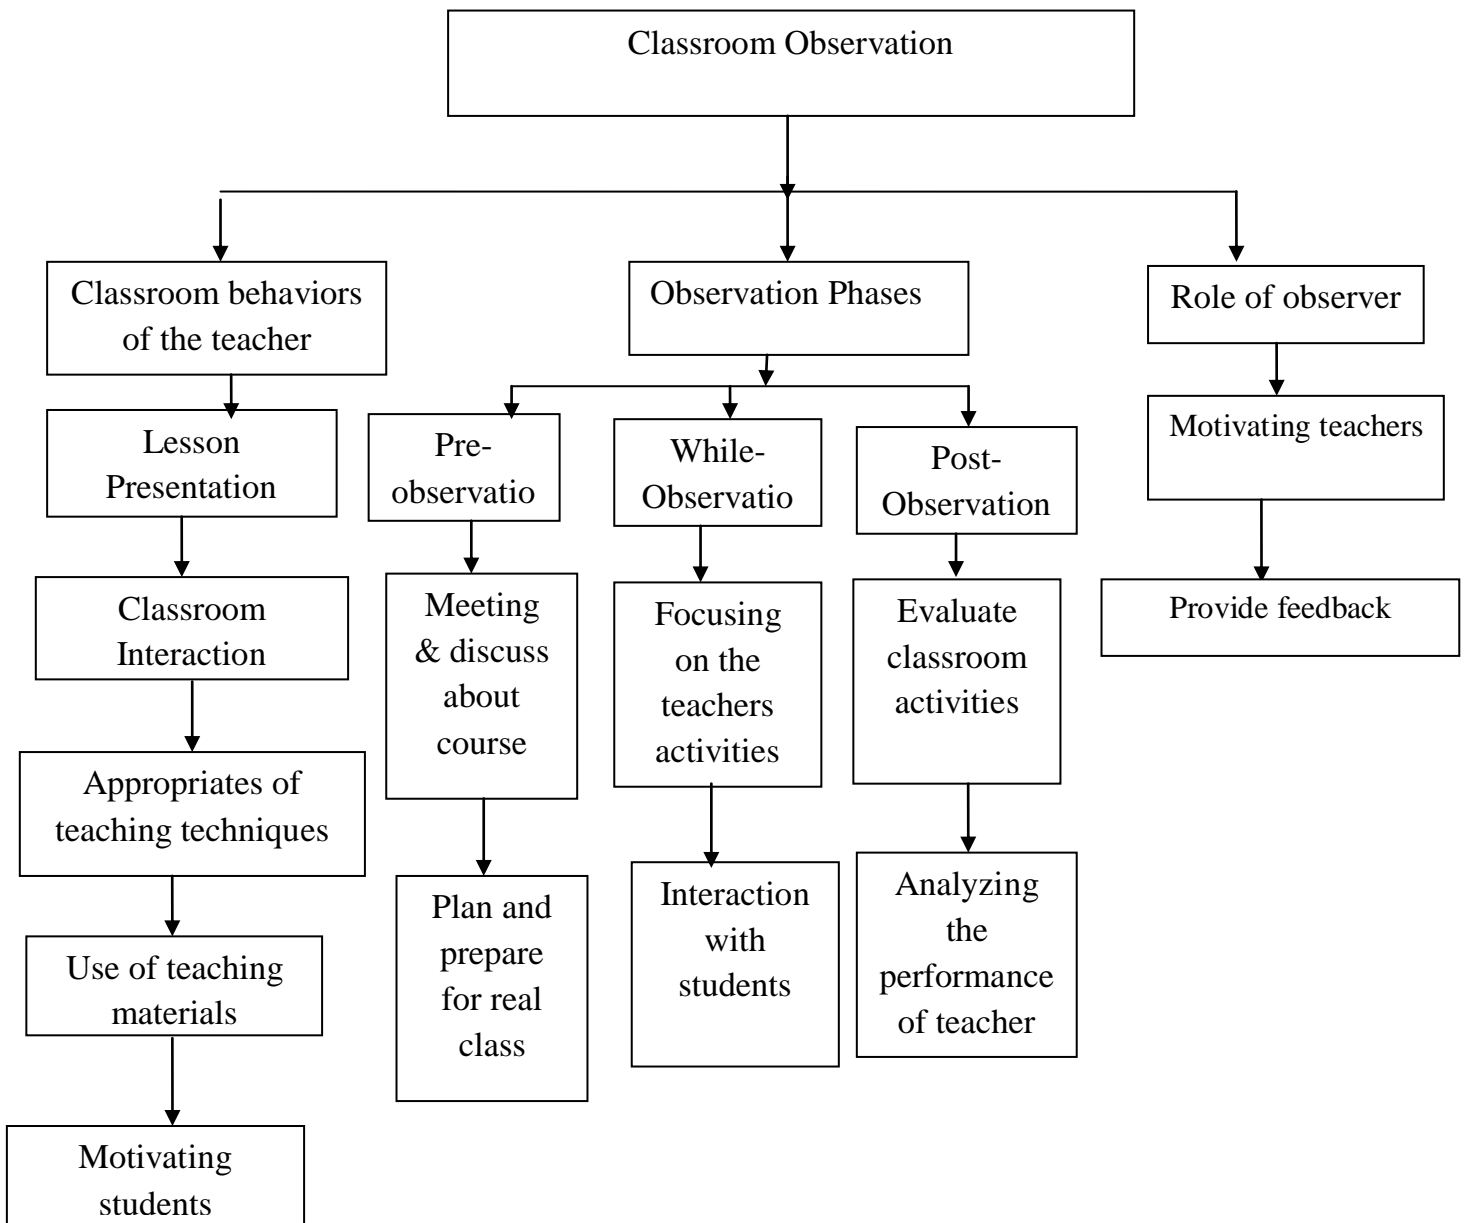 Classroom Observation
Classroom behaviors
of the teacher
Observation Phases
Role of observer
Lesson
Presentation
Pre-
observatio
While-
Observatio
Post-
Observation
Motivating teachers
Classroom
Interaction
Meeting
& discuss
about
course
Focusing
on the
teachers
activities
Evaluate
classroom
activities
Provide feedback
Appropriates of
teaching techniques
Plan and
prepare
for real
class
Interaction
with
students
Analyzing
the
performance
of teacher
Use of teaching
materials
Motivating
students